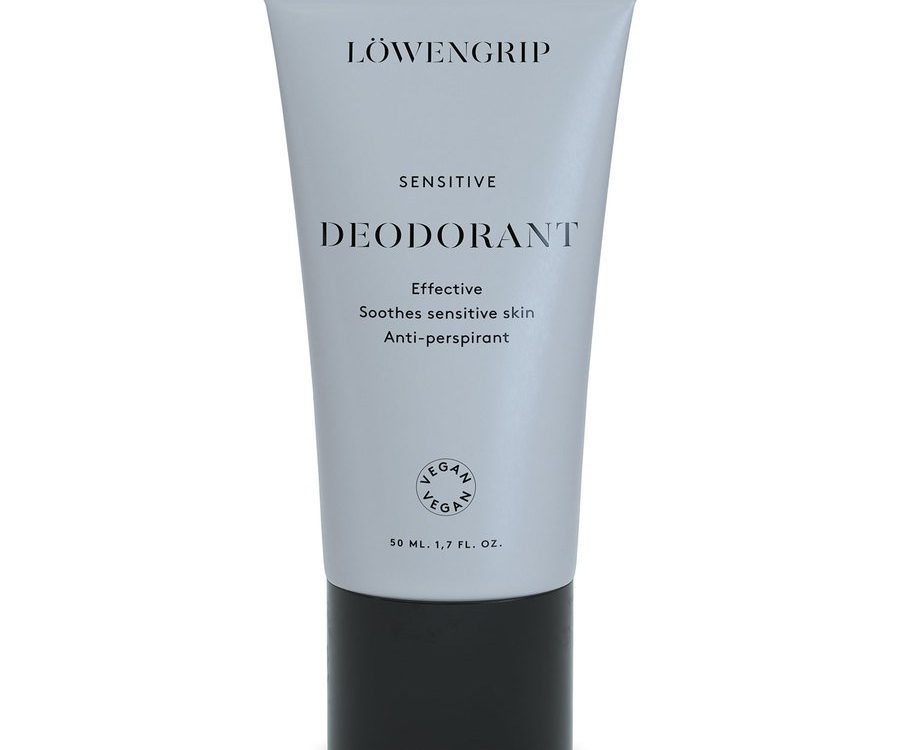 LÖWENGRIP
SENSITIVE
DEODORANT
Effective
Soothes sensitive skin
Anti-perspirant
VEGAN
VEGAN
50 ML. 1,7 FL. OZ.